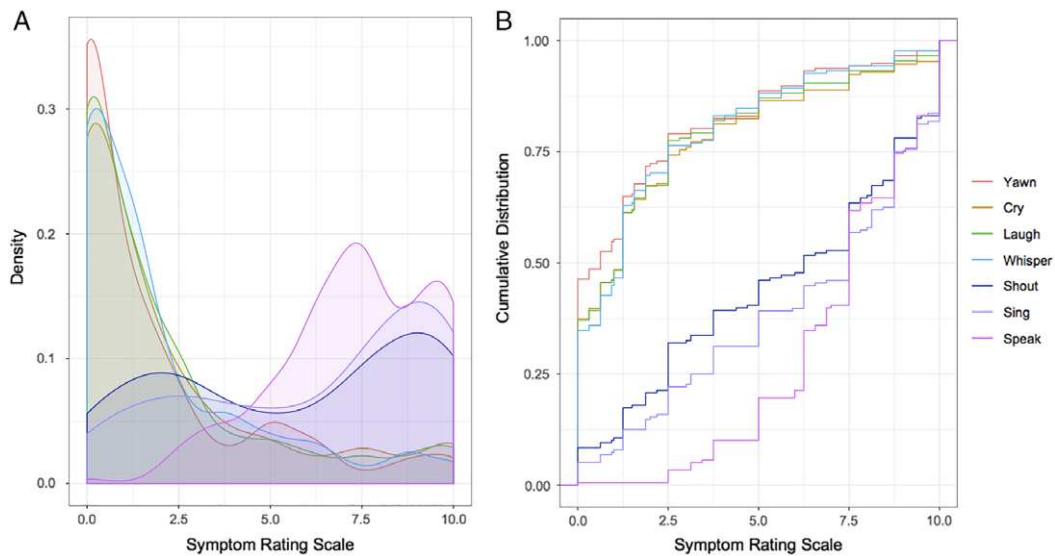 A
Density
0.3
0.2
0.1
0.0
0.0 2.5 5.0 7.5 10.0
Symptom Rating Scale
B
Cumulative Distribution
1.00
0.75
0.50
0.25
0.00
0.0 2.5 5.0 7.5 10.0
Symptom Rating Scale
Yawn
Cry
Laugh
Whisper
Shout
Sing
Speak